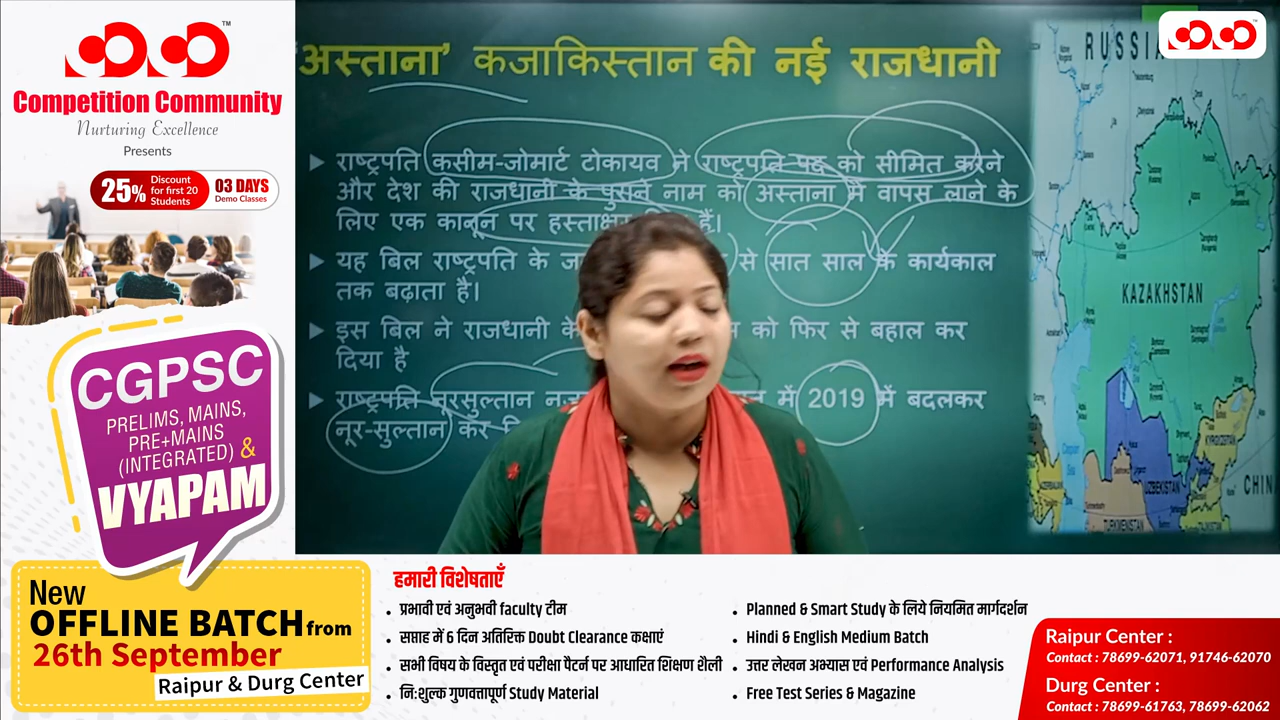 TM
Competition Community
Nurturing Excellence
Presents
25% Discount for first 20 Students
03 DAYS
Demo Classes
CGPSC
PRELIMS, MAINS,
PRE+MAINS
(INTEGRATED) &
VYAPAM
New
OFFLINE BATCH from
26th September
Raipur & Durg Center
'अस्ताना' कजाकिस्तान की नई राजधानी
राष्ट्रपति कसीम-जोमार्ट टोकायव ने राष्ट्रपति पद को सीमित करने
और देश की राजधानी के पुराने नाम को अस्ताना में वापस लाने के
लिए एक कानून पर हस्ताक्षर हैं।
यह बिल राष्ट्रपति के से सात साल के कार्यकाल
तक बढ़ाता है।
इस बिल ने राजधानी के को फिर से बहाल कर
दिया है
राष्ट्रपति नूरसुल्तान में 2019 में बदलकर
नूर-सुल्तान कर
RUSSIA
KAZAKHSTAN
UZBEKISTAN
KYRGYZSTAN
TURKMENISTAN
CHIN
हमारी विशेषताएँ
• प्रभावी एवं अनुभवी faculty टीम
• सप्ताह में 6 दिन अतिरिक्त Doubt Clearance कक्षाएं
• सभी विषय के विस्तृत एवं परीक्षा पैटर्न पर आधारित शिक्षण शैली
• नि:शुल्क गुणवत्तापूर्ण Study Material
• Planned & Smart Study के लिये नियमित मार्गदर्शन
• Hindi & English Medium Batch
• उत्तर लेखन अभ्यास एवं Performance Analysis
• Free Test Series & Magazine
Raipur Center :
Contact : 78699-62071, 91746-62070
Durg Center :
Contact : 78699-61763, 78699-62062